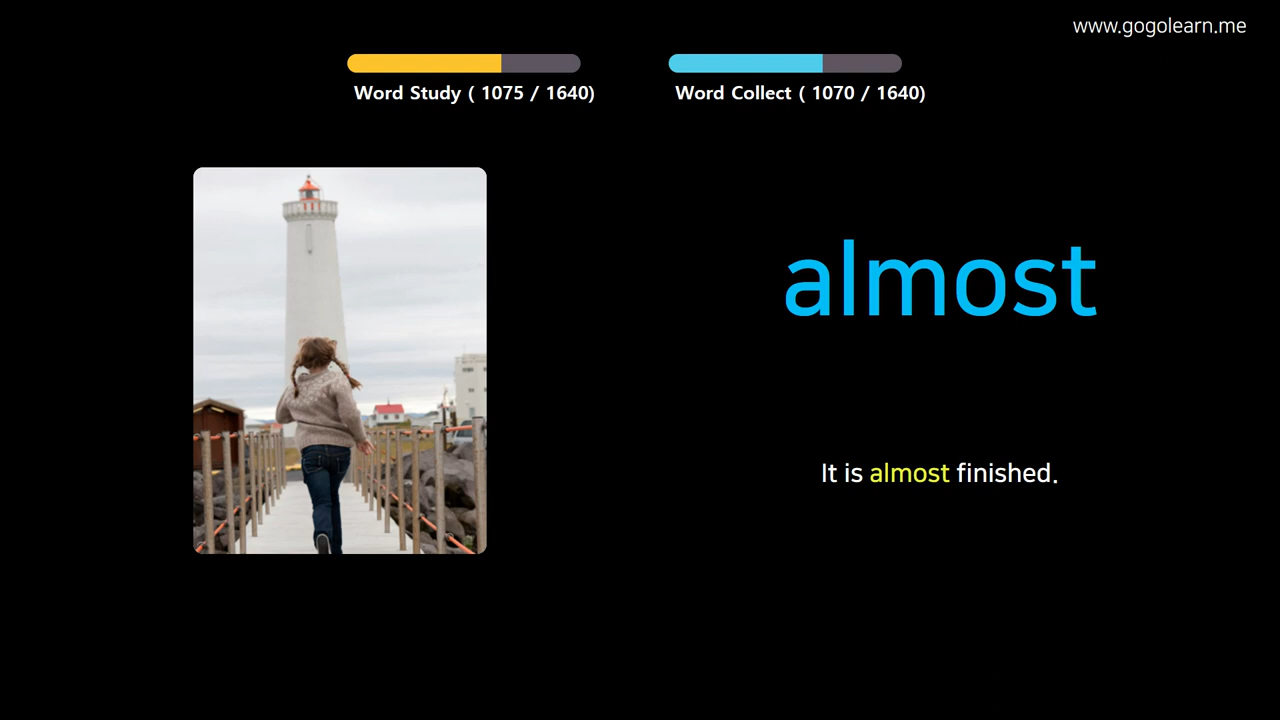 www.gogolearn.me
Word Study ( 1075 / 1640)
Word Collect ( 1070 / 1640)
almost
It is almost finished.